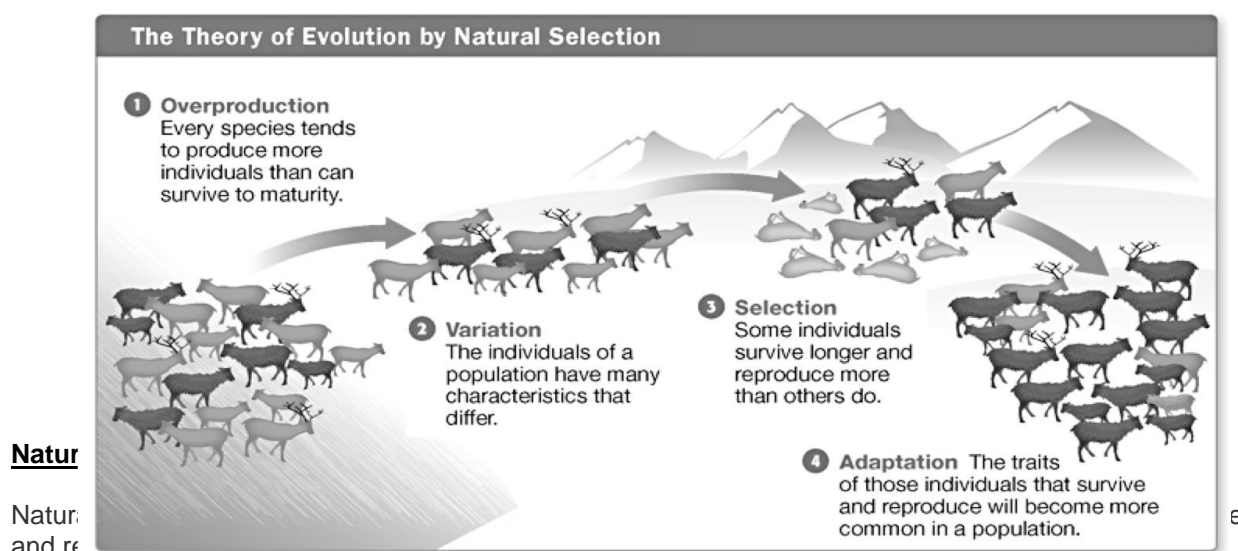 The Theory of Evolution by Natural Selection
1 Overproduction
Every species tends
to produce more
individuals than can
survive to maturity.
2 Variation
The individuals of a
population have many
characteristics that
differ.
3 Selection
Some individuals
survive longer and
reproduce more
than others do.
4 Adaptation The traits
of those individuals that survive
and reproduce will become more
common in a population.
and